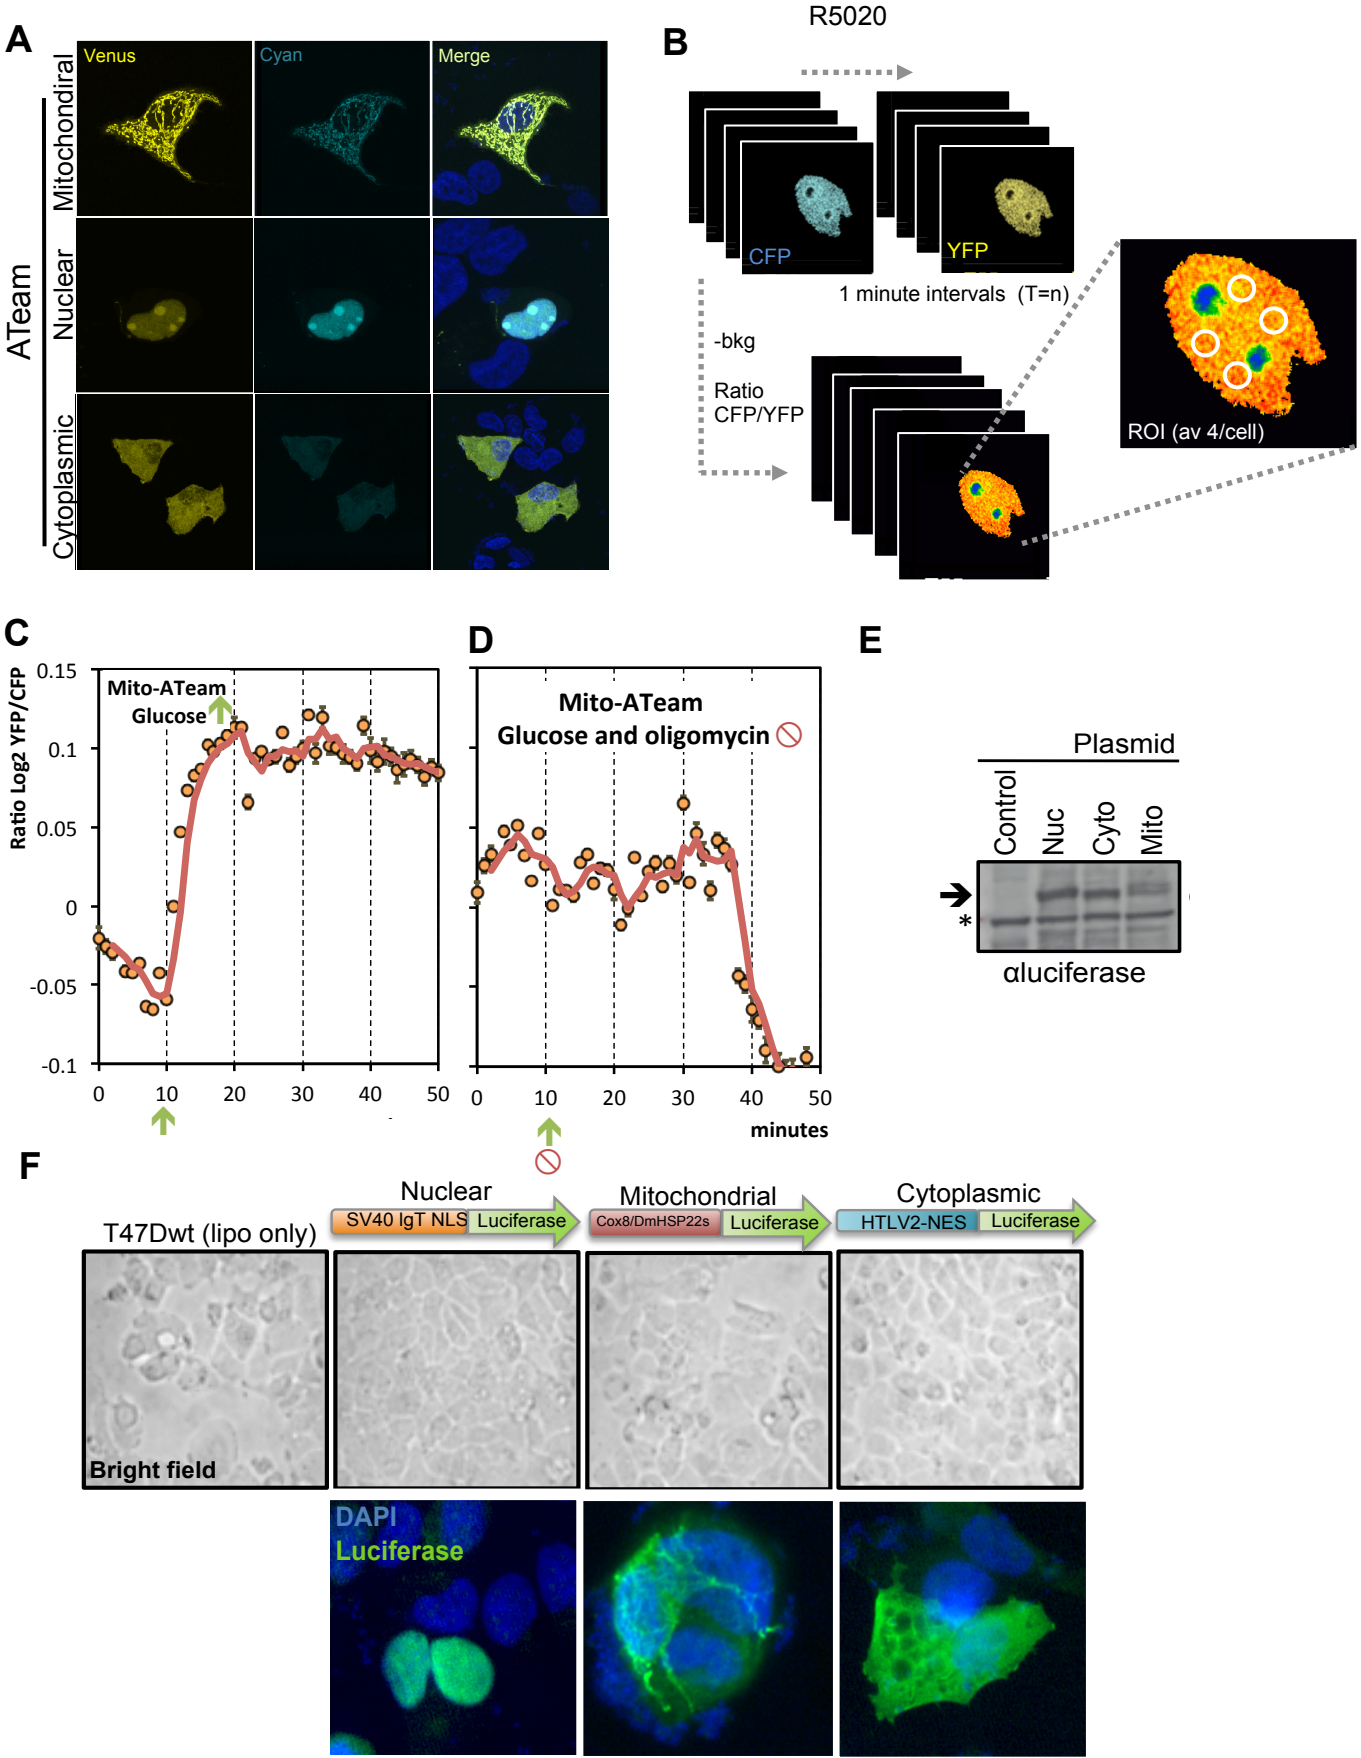 A
Venus
Cyan
Merge
Mitochondiral
Nuclear
Cytoplasmic
ATeam
B
R5020
CFP
YFP
1 minute intervals (T=n)
-bkg
Ratio
CFP/YFP
ROI (av 4/cell)
C
Ratio Log2 YFP/CFP
0.15
0.1
0.05
0
-0.05
-0.1
Mito-ATeam
Glucose
0 10 20 30 40 50
D
Mito-ATeam
Glucose and oligomycin
0 10 20 30 40 50
minutes
E
Plasmid
Control
Nuc
Cyto
Mito
*
αluciferase
F
T47Dwt (lipo only)
Nuclear
SV40 lgT NLS Luciferase
Mitochondrial
Cox8/DmHSP22s Luciferase
Cytoplasmic
HTLV2-NES Luciferase
Bright field
DAPI
Luciferase